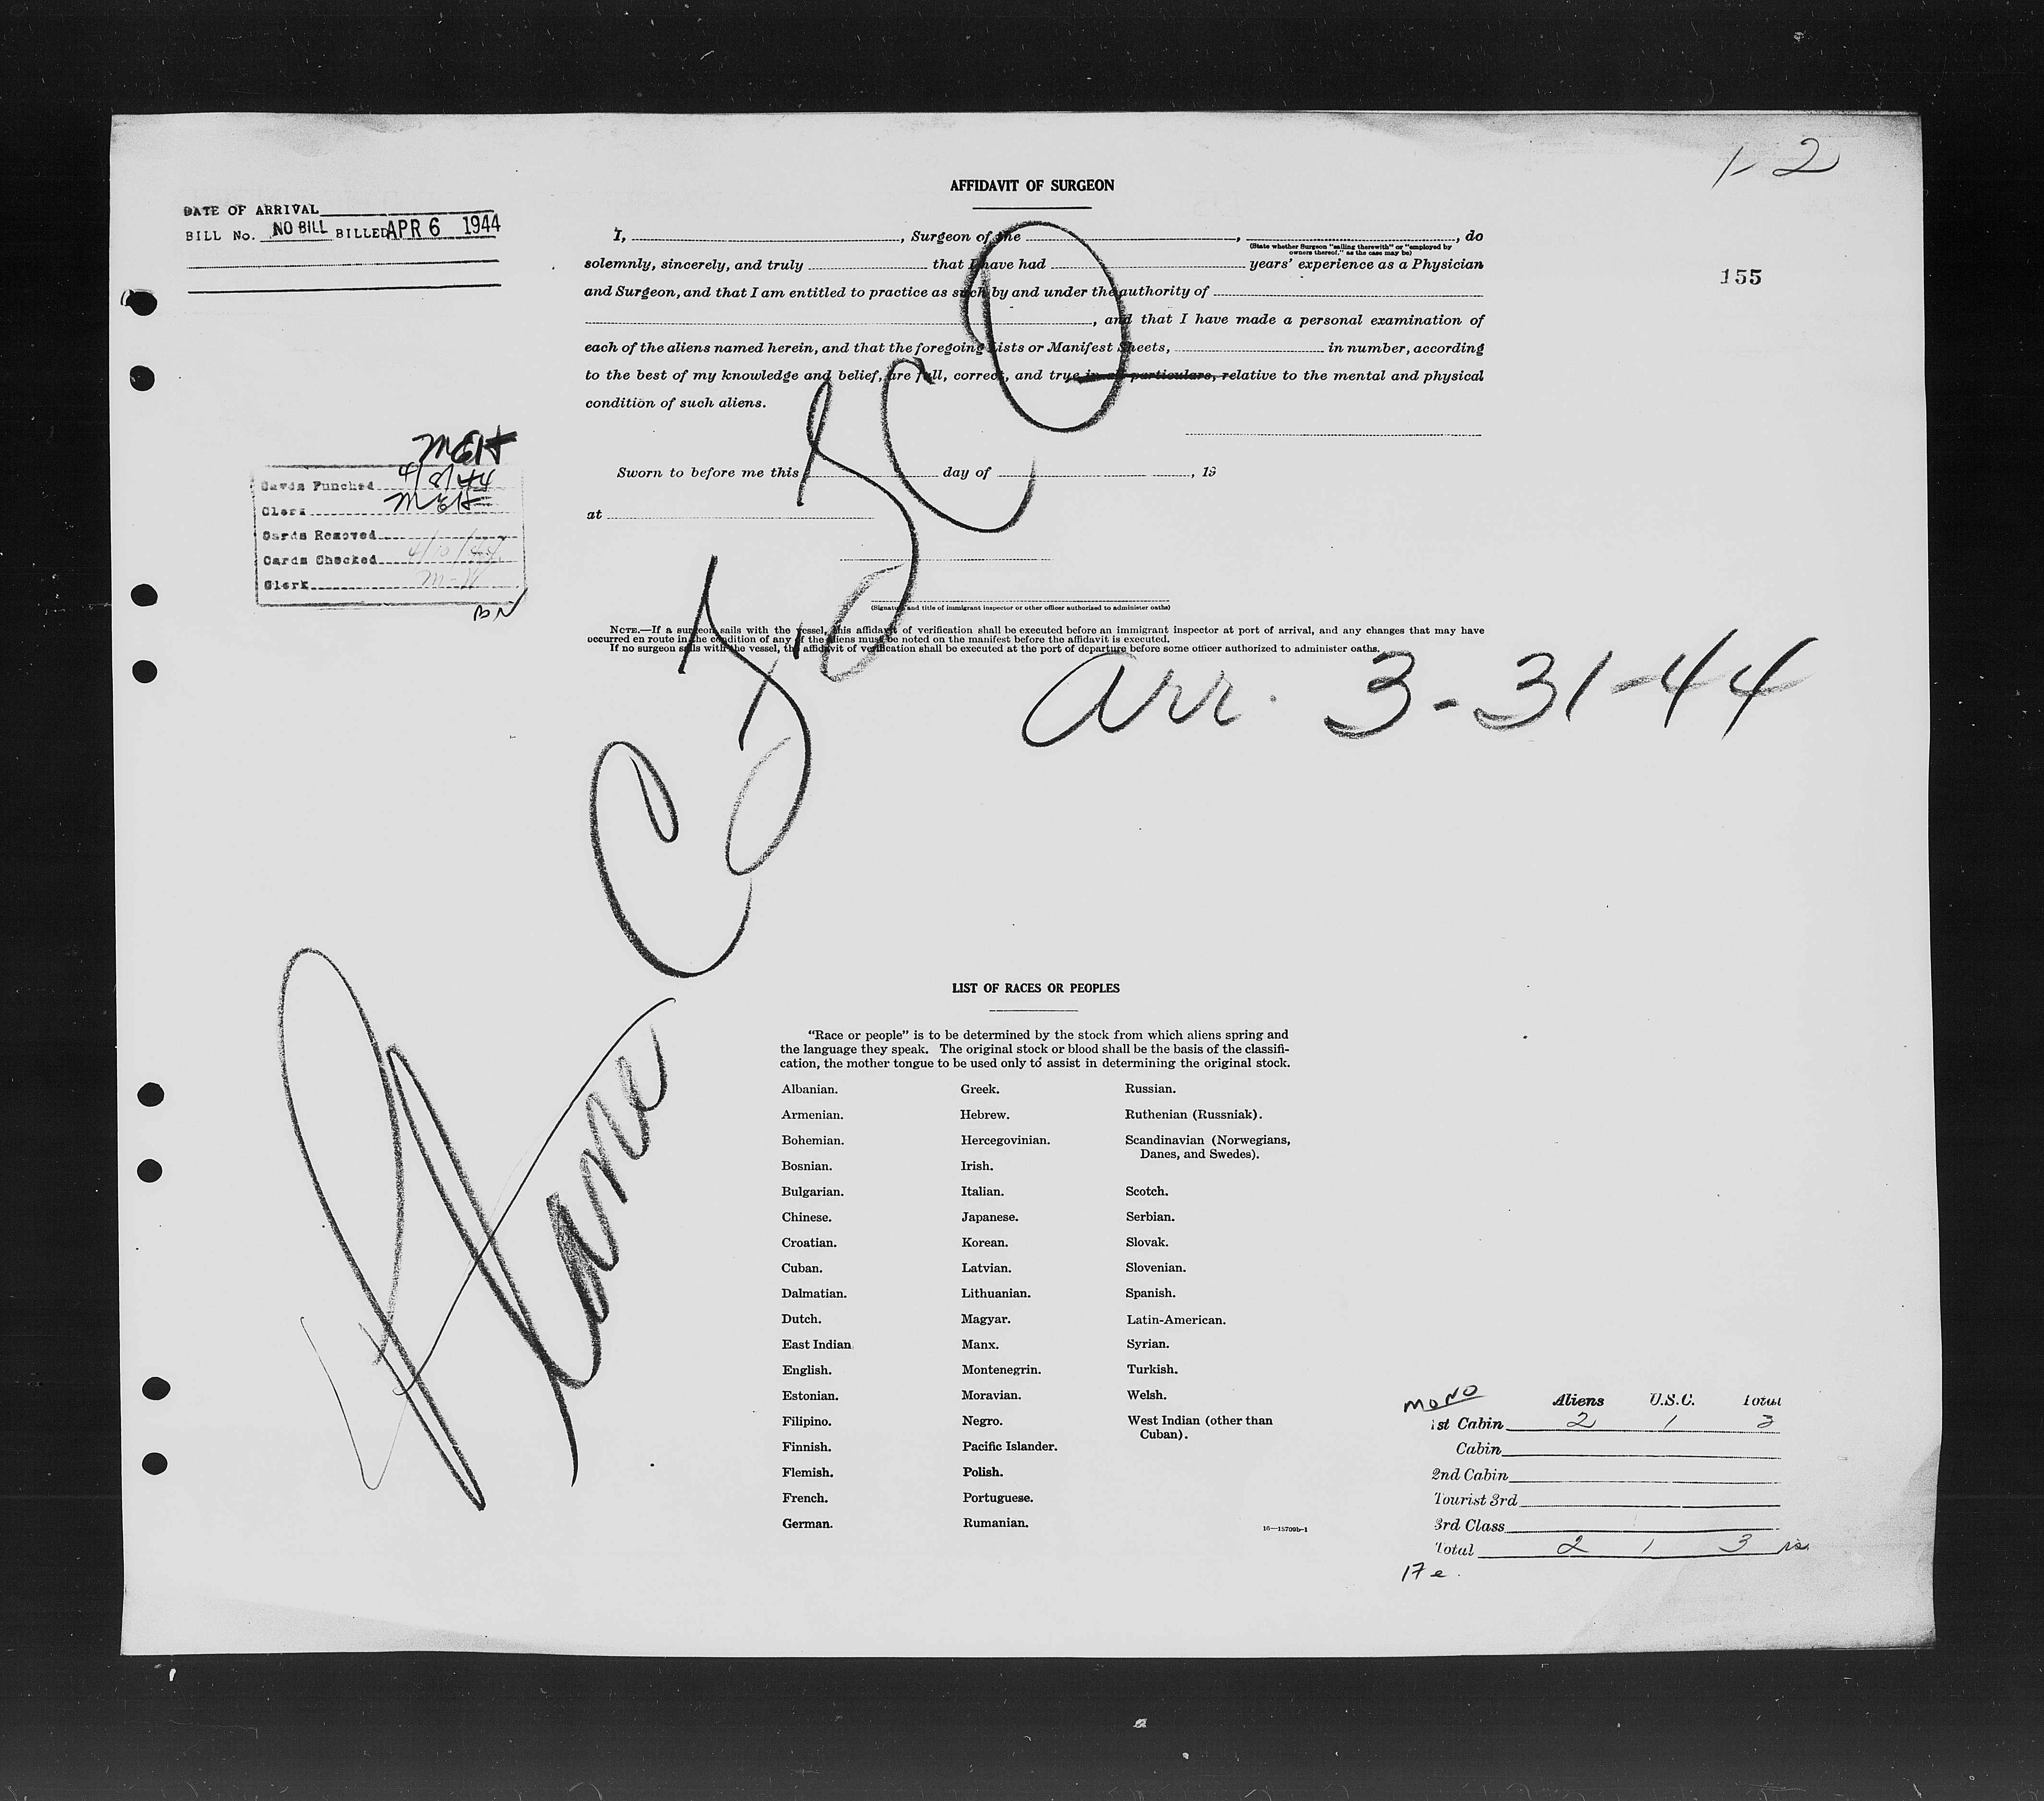 1-2
AFFIDAVIT OF SURGEON
DATE OF ARRIVAL
BILL No. NO BILL BILLED APR 6 1944
155
I, , Surgeon of the , , do
(State whether Surgeon "sailing therewith" or "employed by
owners thereof," as the case may be)
solemnly, sincerely, and truly that I have had years' experience as a Physician
and Surgeon, and that I am entitled to practice as such by and under the authority of
, and that I have made a personal examination of
each of the aliens named herein, and that the foregoing Lists or Manifest Sheets, in number, according
to the best of my knowledge and belief, are full, correct, and true in all particulars, relative to the mental and physical
condition of such aliens.
Sworn to before me this day of , 19
at
(Signature and title of immigrant inspector or other officer authorized to administer oaths)
NOTE.—If a surgeon sails with the vessel, this affidavit of verification shall be executed before an immigrant inspector at port of arrival, and any changes that may have
occurred en route in the condition of any of the aliens must be noted on the manifest before the affidavit is executed.
If no surgeon sails with the vessel, the affidavit of verification shall be executed at the port of departure before some officer authorized to administer oaths.
MEH
Cards Punched 4/8/44
Clerk MEH
Cards Removed
Cards Checked 4/10/44
Clerk M-W
BN
Arr. 3-31-44
Plane
LIST OF RACES OR PEOPLES
"Race or people" is to be determined by the stock from which aliens spring and
the language they speak. The original stock or blood shall be the basis of the classifi-
cation, the mother tongue to be used only to assist in determining the original stock.
Albanian. Greek. Russian.
Armenian. Hebrew. Ruthenian (Russniak).
Bohemian. Hercegovinian. Scandinavian (Norwegians,
Danes, and Swedes).
Bosnian. Irish.
Bulgarian. Italian. Scotch.
Chinese. Japanese. Serbian.
Croatian. Korean. Slovak.
Cuban. Latvian. Slovenian.
Dalmatian. Lithuanian. Spanish.
Dutch. Magyar. Latin-American.
East Indian Manx. Syrian.
English. Montenegrin. Turkish.
Estonian. Moravian. Welsh.
Filipino. Negro. West Indian (other than
Cuban).
Finnish. Pacific Islander.
Flemish. Polish.
French. Portuguese.
German. Rumanian.
16—15709b-1
Aliens U.S.C. Total
1st Cabin 2 1 3
Cabin
2nd Cabin
Tourist 3rd
3rd Class
Total 2 1 3
17 e.